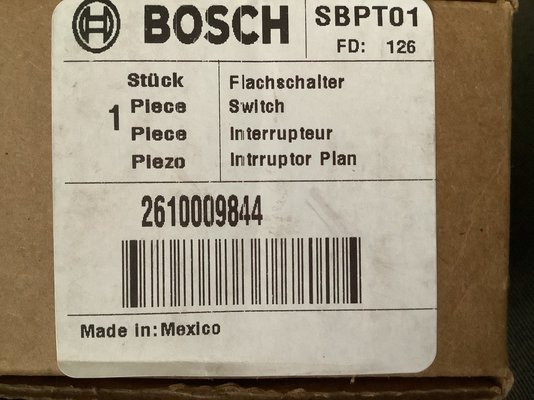 BOSCH SBPT01
FD: 126
Stück Flachschalter
1 Piece Switch
Piece Interrupteur
Piezo Intrruptor Plan
2610009844
Made in: Mexico